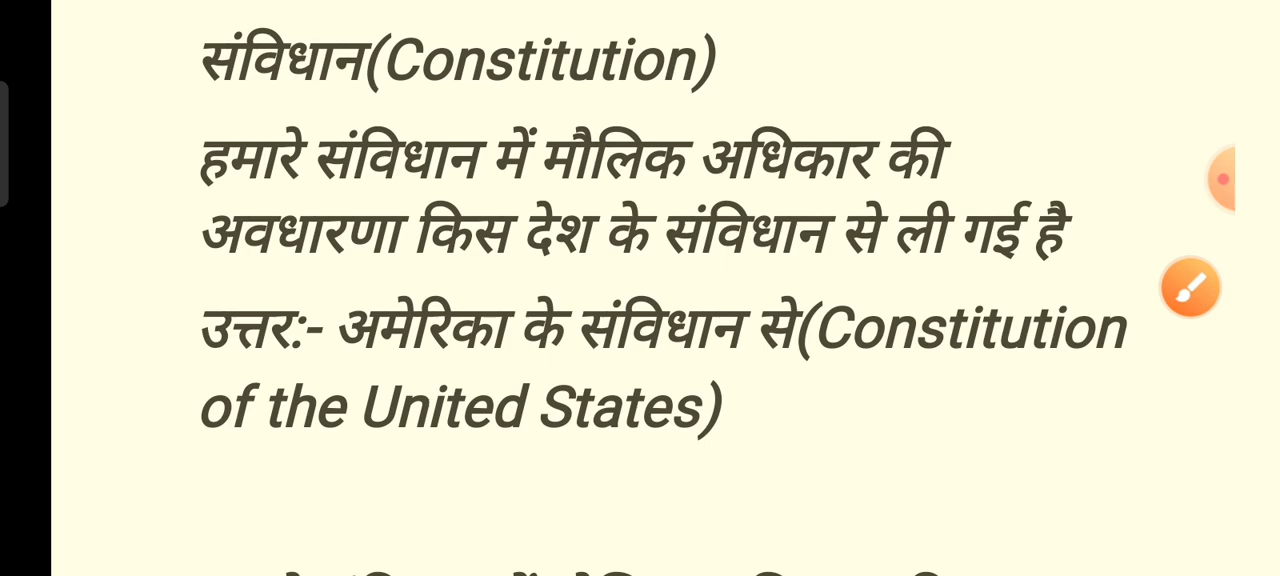 संविधान(Constitution)
हमारे संविधान में मौलिक अधिकार की
अवधारणा किस देश के संविधान से ली गई है
उत्तर:- अमेरिका के संविधान से(Constitution
of the United States)